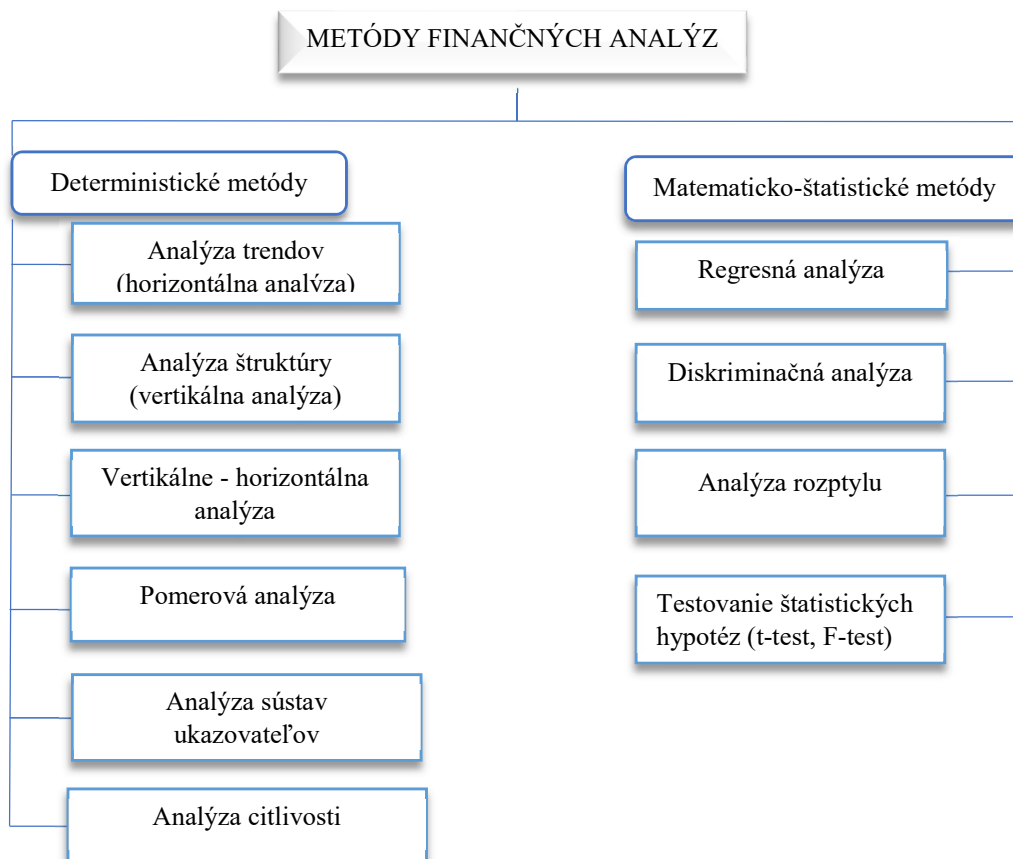 METÓDY FINANČNÝCH ANALÝZ
Deterministické metódy
Analýza trendov
(horizontálna analýza)
Analýza štruktúry
(vertikálna analýza)
Vertikálne - horizontálna
analýza
Pomerová analýza
Analýza sústav
ukazovateľov
Analýza citlivosti
Matematicko-štatistické metódy
Regresná analýza
Diskriminačná analýza
Analýza rozptylu
Testovanie štatistických
hypotéz (t-test, F-test)